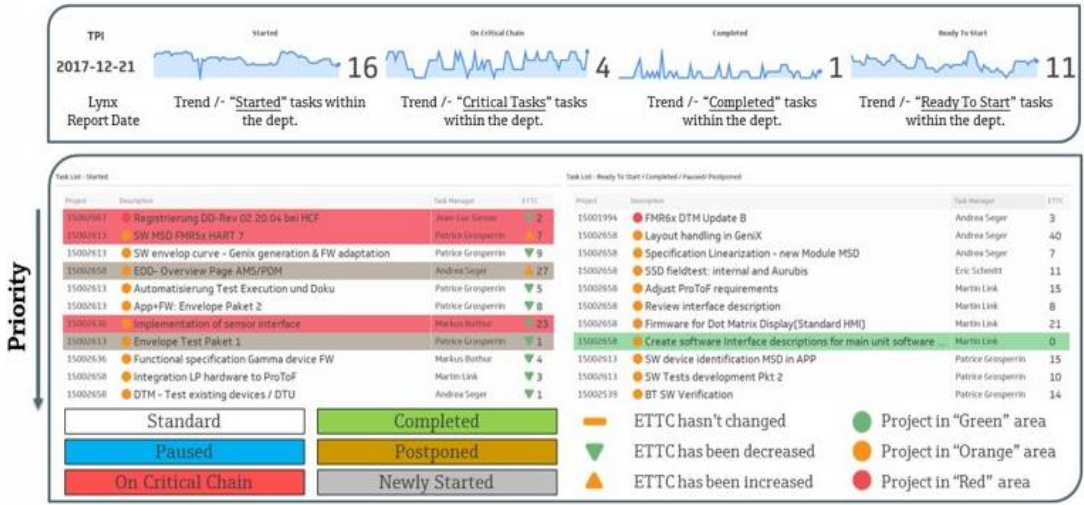 TPI
2017-12-21
Lynx
Report Date
Started
16
Trend /- "Started" tasks within
the dept.
On Critical Chain
4
Trend /- "Critical Tasks" tasks
within the dept.
Completed
1
Trend /- "Completed" tasks
within the dept.
Ready To Start
11
Trend /- "Ready To Start" tasks
within the dept.
Priority
Task List - Started
Project Description Task Manager ETTC
15002667 Registrierung DD-Rev 02.20.04 bei HCF 2
15002613 SW MSD FMR5x HART 7 Patrice Grosperrin 7
15002613 SW envelop curve - Genix generation & FW adaptation Patrice Grosperrin 9
15002658 EDD- Overview Page AMS/PDM Andrea Seger 27
15002613 Automatisierung Test Execution und Doku Patrice Grosperrin 5
15002613 App+FW: Envelope Paket 2 Patrice Grosperrin 8
15002636 Implementation of sensor interface Markus Bothur 23
15002613 Envelope Test Paket 1 Patrice Grosperrin 1
15002636 Functional specification Gamma device FW Markus Bothur 4
15002658 Integration LP hardware to ProToF Martin Link 3
15002658 DTM - Test existing devices / DTU Andrea Seger 1
Task List - Ready To Start / Completed / Paused/ Postponed
Project Description Task Manager ETTC
15001994 FMR6x DTM Update B Andrea Seger 3
15002658 Layout handling in GeniX Andrea Seger 40
15002658 Specification Linearization - new Module MSD Andrea Seger 7
15002658 SSD fieldtest: internal and Aurubis Eric Schmitt 11
15002658 Adjust ProToF requirements Martin Link 15
15002658 Review interface description Martin Link 8
15002658 Firmware for Dot Matrix Display(Standard HMI) Martin Link 21
15002658 Create software interface descriptions for main unit software ... Martin Link 0
15002613 SW device identification MSD in APP Patrice Grosperrin 15
15002613 SW Tests development Pkt 2 Patrice Grosperrin 10
15002539 BT SW Verification Patrice Grosperrin 14
Standard
Completed
Paused
Postponed
On Critical Chain
Newly Started
ETTC hasn't changed
ETTC has been decreased
ETTC has been increased
Project in "Green" area
Project in "Orange" area
Project in "Red" area